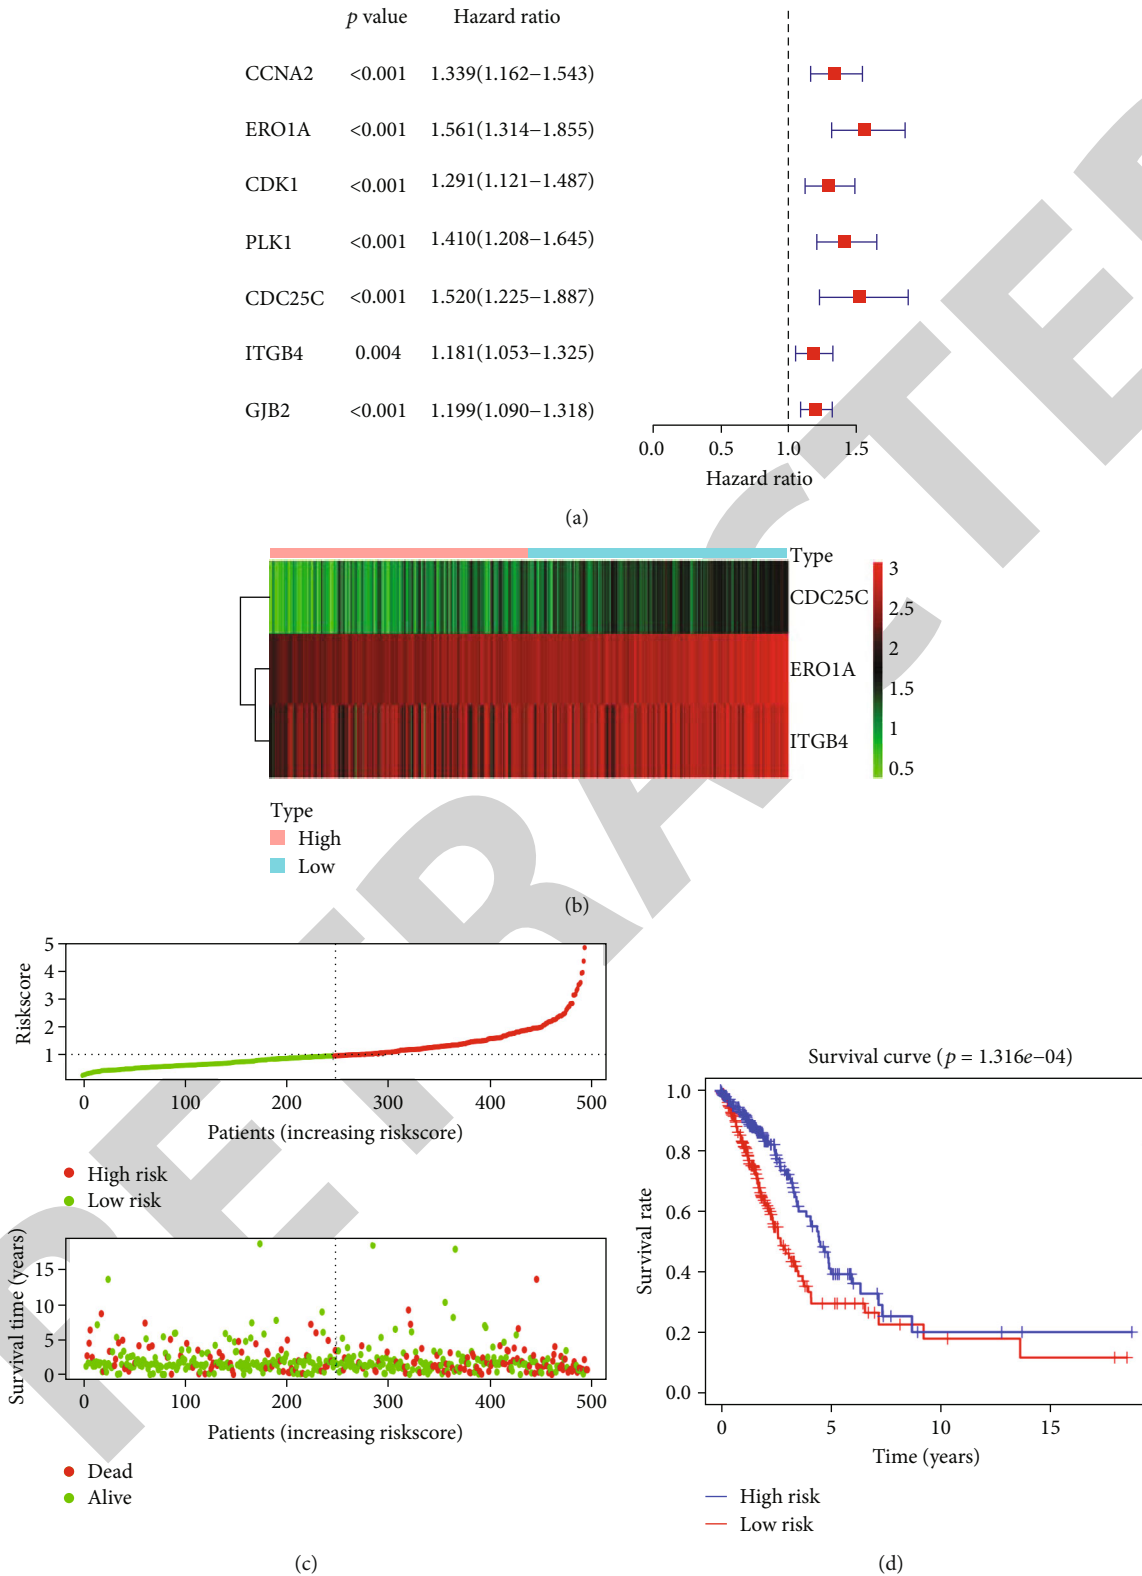 p value Hazard ratio
CCNA2 <0.001 1.339(1.162–1.543)
ERO1A <0.001 1.561(1.314–1.855)
CDK1 <0.001 1.291(1.121–1.487)
PLK1 <0.001 1.410(1.208–1.645)
CDC25C <0.001 1.520(1.225–1.887)
ITGB4 0.004 1.181(1.053–1.325)
GJB2 <0.001 1.199(1.090–1.318)
0.0 0.5 1.0 1.5
Hazard ratio
(a)
Type
CDC25C
ERO1A
ITGB4
3
2.5
2
1.5
1
0.5
Type
High
Low
(b)
Riskscore
5
4
3
2
1
0 100 200 300 400 500
Patients (increasing riskscore)
High risk
Low risk
Survival time (years)
15
10
5
0
0 100 200 300 400 500
Patients (increasing riskscore)
Dead
Alive
(c)
Survival curve (p = 1.316e−04)
Survival rate
1.0
0.8
0.6
0.4
0.2
0.0
0 5 10 15
Time (years)
High risk
Low risk
(d)
RETRACTED